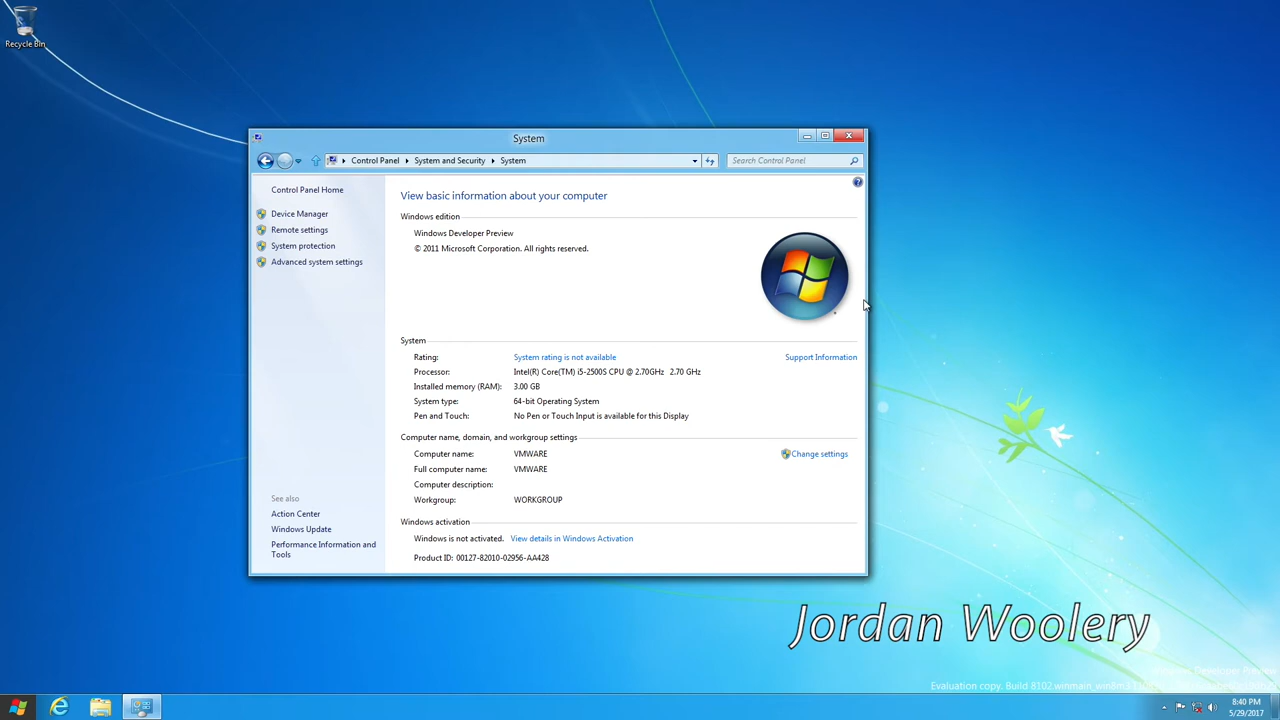 Recycle Bin
System
Control Panel System and Security System
Search Control Panel
Control Panel Home
Device Manager
Remote settings
System protection
Advanced system settings
See also
Action Center
Windows Update
Performance Information and
Tools
View basic information about your computer
Windows edition
Windows Developer Preview
© 2011 Microsoft Corporation. All rights reserved.
System
Rating: System rating is not available
Support Information
Processor: Intel(R) Core(TM) i5-2500S CPU @ 2.70GHz 2.70 GHz
Installed memory (RAM): 3.00 GB
System type: 64-bit Operating System
Pen and Touch: No Pen or Touch Input is available for this Display
Computer name, domain, and workgroup settings
Computer name: VMWARE
Change settings
Full computer name: VMWARE
Computer description:
Workgroup: WORKGROUP
Windows activation
Windows is not activated. View details in Windows Activation
Product ID: 00127-82010-02956-AA428
Jordan Woolery
Developer Preview
Evaluation copy. Build 8102.
8:40 PM
5/29/2017